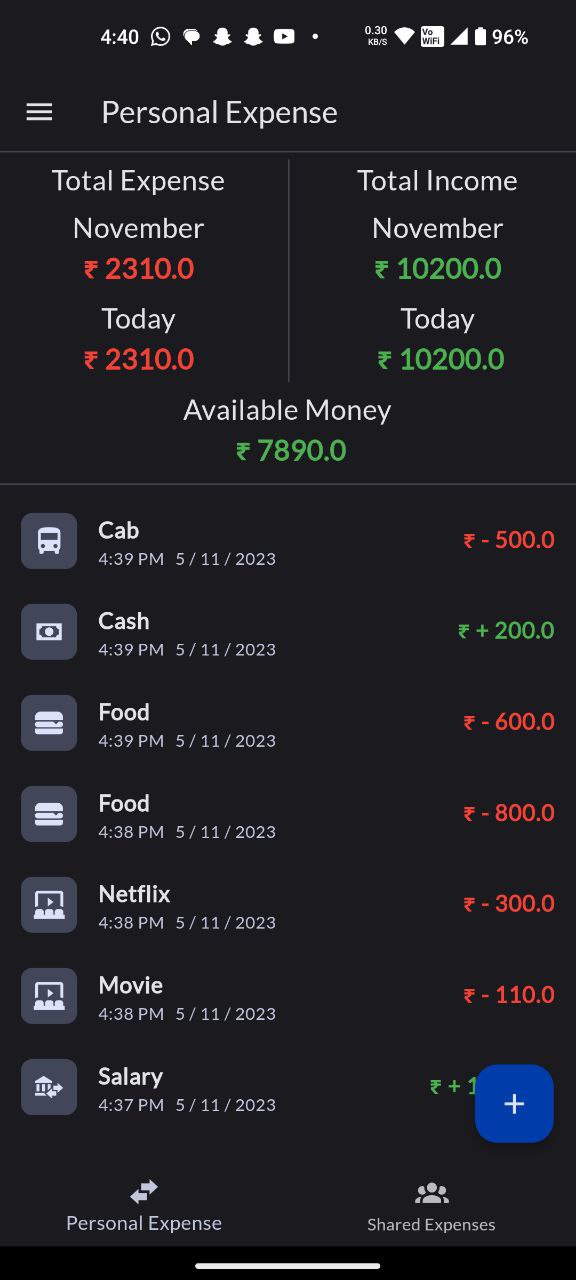 4:40 0.30 KB/S Vo WiFi 96%
Personal Expense
Total Expense Total Income
November November
₹ 2310.0 ₹ 10200.0
Today Today
₹ 2310.0 ₹ 10200.0
Available Money
₹ 7890.0
Cab ₹ - 500.0
4:39 PM 5 / 11 / 2023
Cash ₹ + 200.0
4:39 PM 5 / 11 / 2023
Food ₹ - 600.0
4:39 PM 5 / 11 / 2023
Food ₹ - 800.0
4:38 PM 5 / 11 / 2023
Netflix ₹ - 300.0
4:38 PM 5 / 11 / 2023
Movie ₹ - 110.0
4:38 PM 5 / 11 / 2023
Salary ₹ + 1
4:37 PM 5 / 11 / 2023
+
Personal Expense Shared Expenses